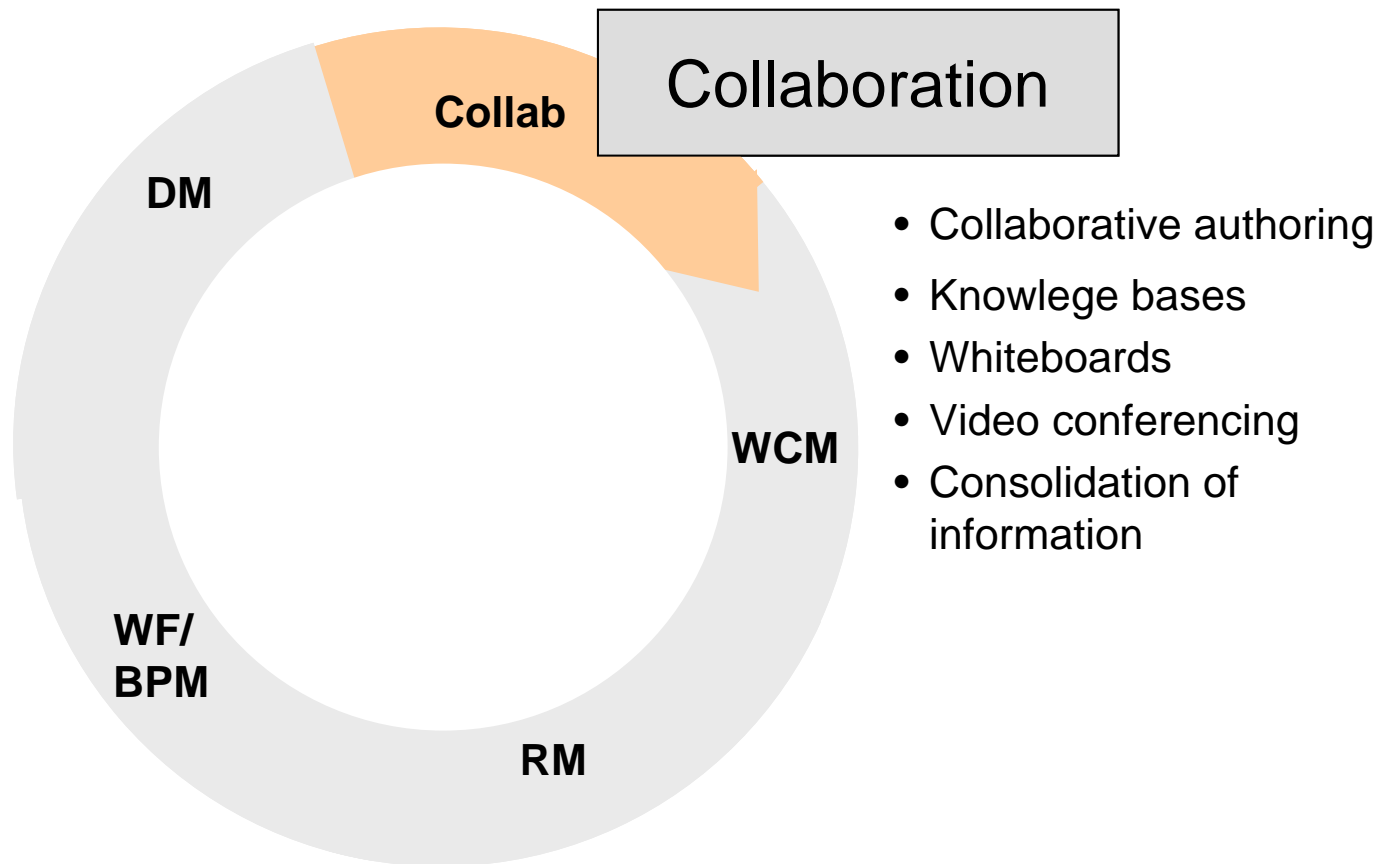 Collaboration
Collab
DM
WCM
WF/
BPM
RM
• Collaborative authoring
• Knowlege bases
• Whiteboards
• Video conferencing
• Consolidation of
information